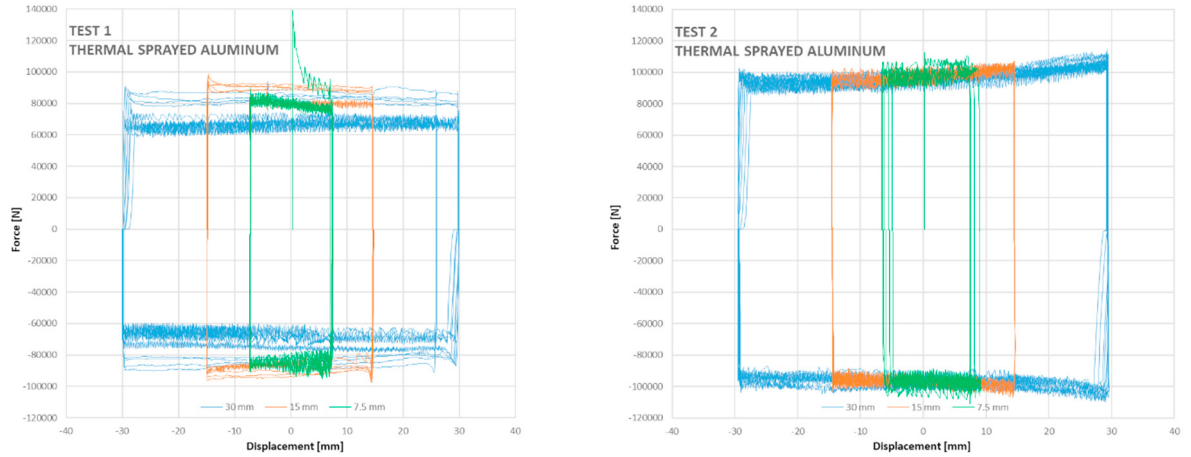 TEST 1
THERMAL SPRAYED ALUMINUM
140000
120000
100000
80000
60000
40000
20000
0
-20000
-40000
-60000
-80000
-100000
-120000
-40 -30 -20 -10 0 10 20 30 40
Force [N]
Displacement [mm]
30 mm 15 mm 7.5 mm
TEST 2
THERMAL SPRAYED ALUMINUM
140000
120000
100000
80000
60000
40000
20000
0
-20000
-40000
-60000
-80000
-100000
-120000
-40 -30 -20 -10 0 10 20 30 40
Force [N]
Displacement [mm]
30 mm 15 mm 7.5 mm